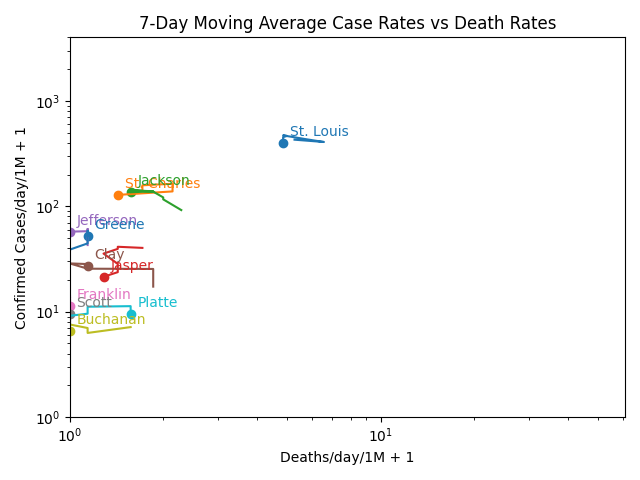 7-Day Moving Average Case Rates vs Death Rates
Confirmed Cases/day/1M + 1
10³
10²
10¹
10⁰
St. Louis
St. Charles
Jackson
Jefferson
Greene
Clay
Jasper
Franklin
Scott
Platte
Buchanan
10⁰
10¹
Deaths/day/1M + 1